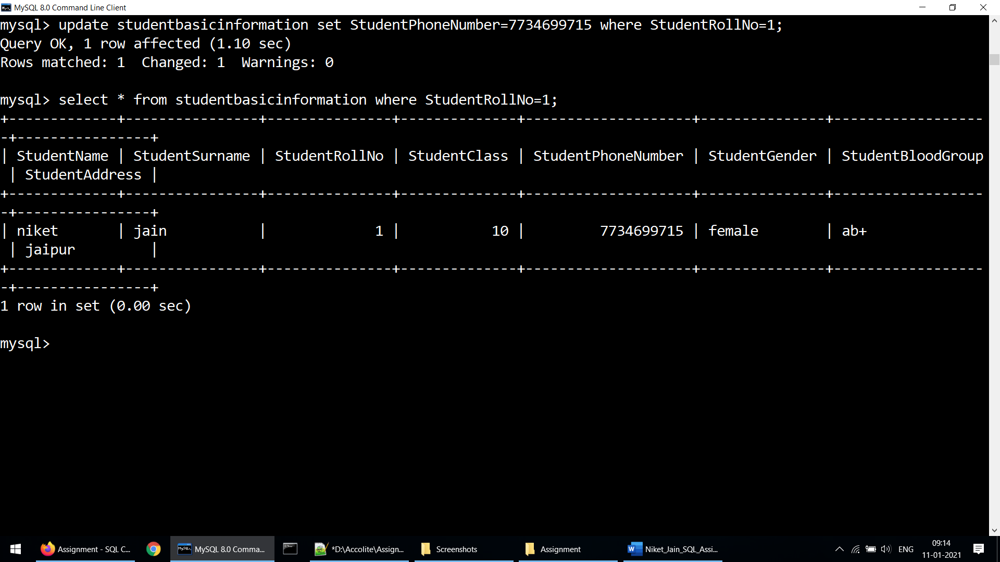 MySQL 8.0 Command Line Client
mysql> update studentbasicinformation set StudentPhoneNumber=7734699715 where StudentRollNo=1;
Query OK, 1 row affected (1.10 sec)
Rows matched: 1  Changed: 1  Warnings: 0
mysql> select * from studentbasicinformation where StudentRollNo=1;
+-------------+----------------+---------------+--------------+--------------------+---------------+------------------
-+----------------+
| StudentName | StudentSurname | StudentRollNo | StudentClass | StudentPhoneNumber | StudentGender | StudentBloodGroup
 | StudentAddress |
+-------------+----------------+---------------+--------------+--------------------+---------------+------------------
-+----------------+
| niket       | jain           |             1 |           10 |         7734699715 | female        | ab+
 | jaipur         |
+-------------+----------------+---------------+--------------+--------------------+---------------+------------------
-+----------------+
1 row in set (0.00 sec)
mysql>
Assignment - SQL C... MySQL 8.0 Comma... *D:\Accolite\Assign... Screenshots Assignment Niket_Jain_SQL_Assi... ENG 09:14
11-01-2021